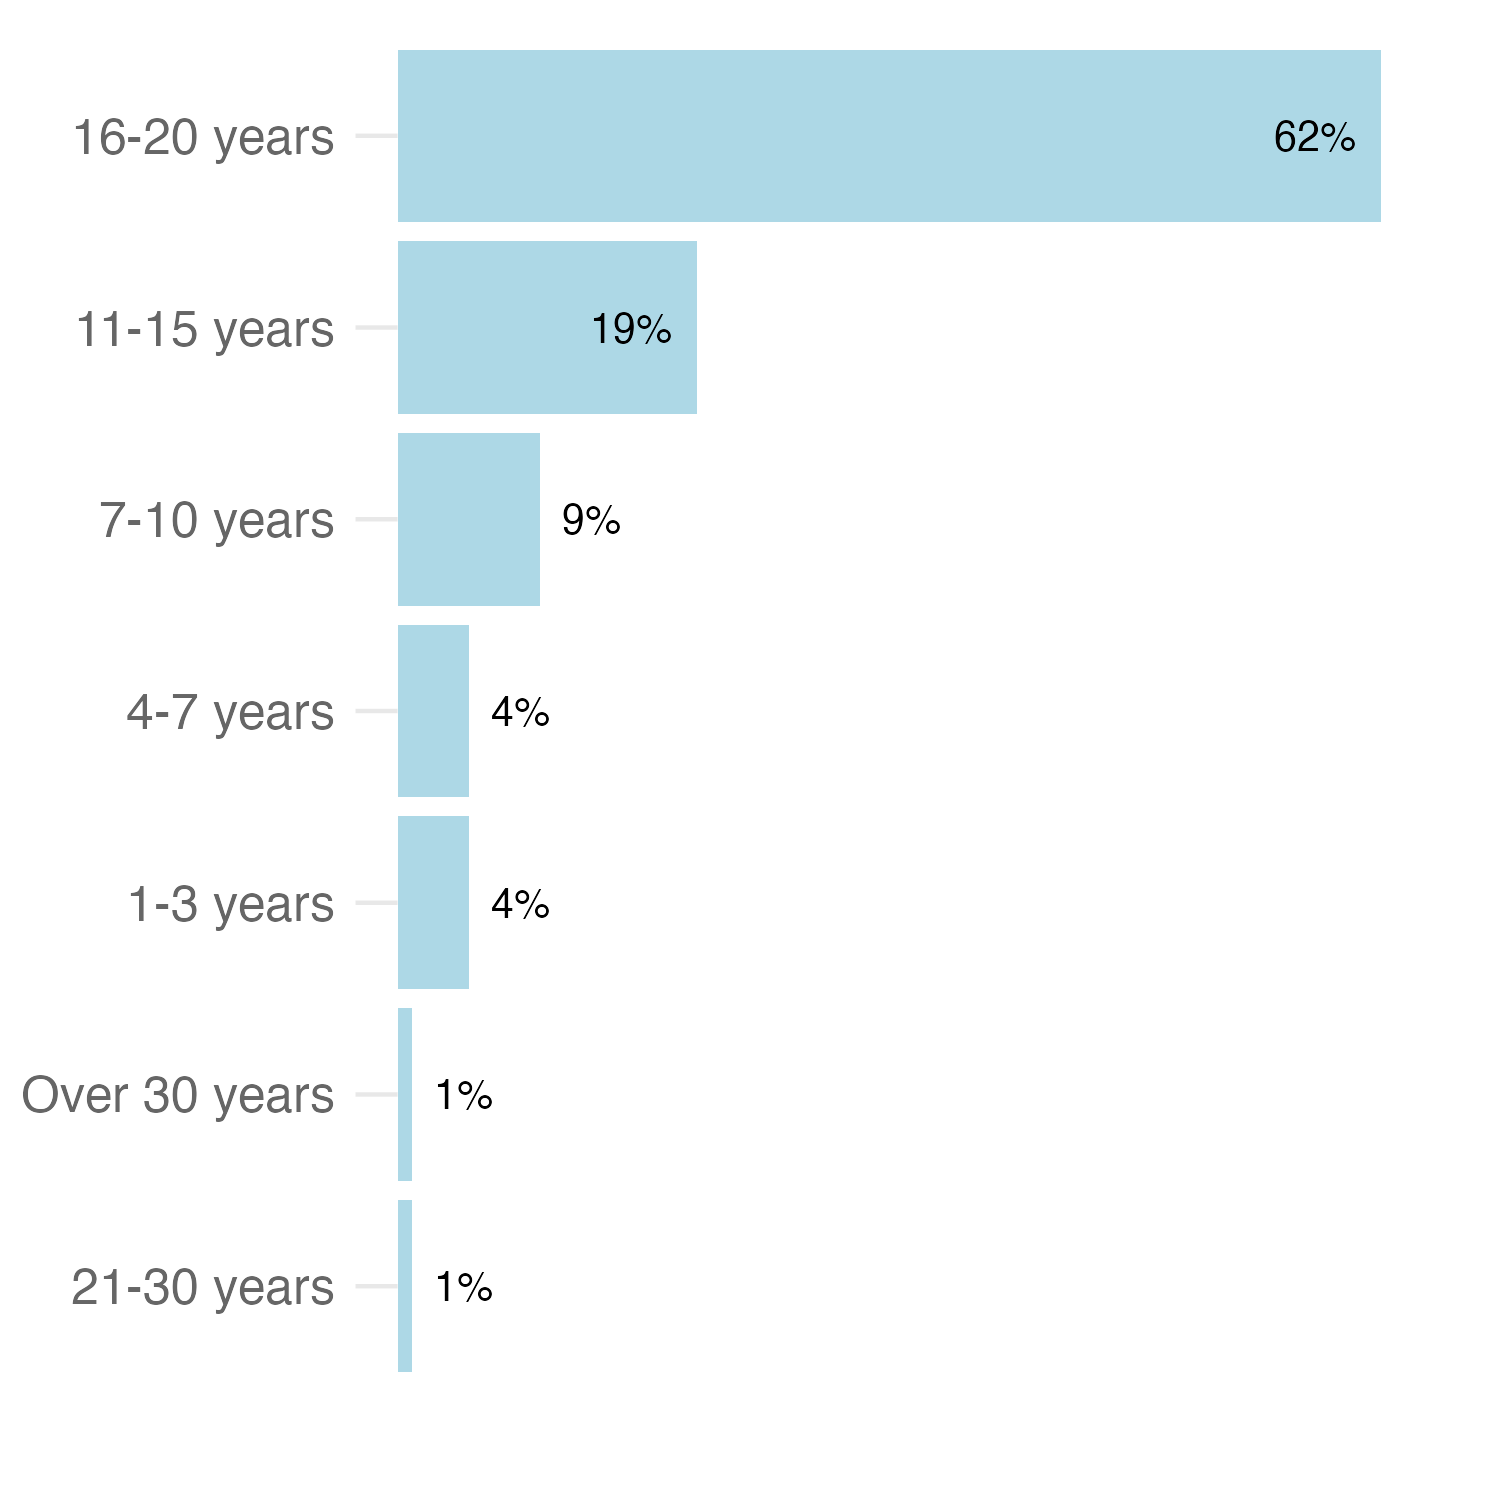 16-20 years 62%
11-15 years 19%
7-10 years 9%
4-7 years 4%
1-3 years 4%
Over 30 years 1%
21-30 years 1%